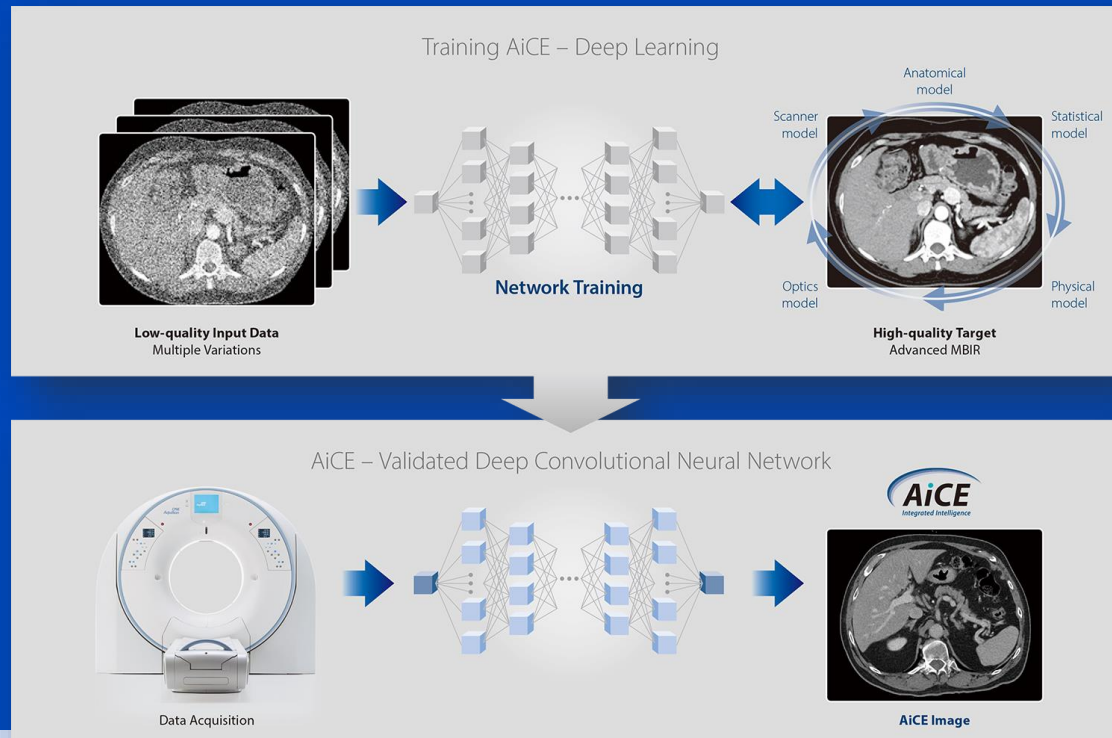 Training AiCE – Deep Learning
Anatomical
model
Scanner
model
Statistical
model
Network Training
Optics
model
Physical
model
Low-quality Input Data
Multiple Variations
High-quality Target
Advanced MBIR
AiCE – Validated Deep Convolutional Neural Network
AiCE
Integrated Intelligence
Data Acquisition
AiCE Image